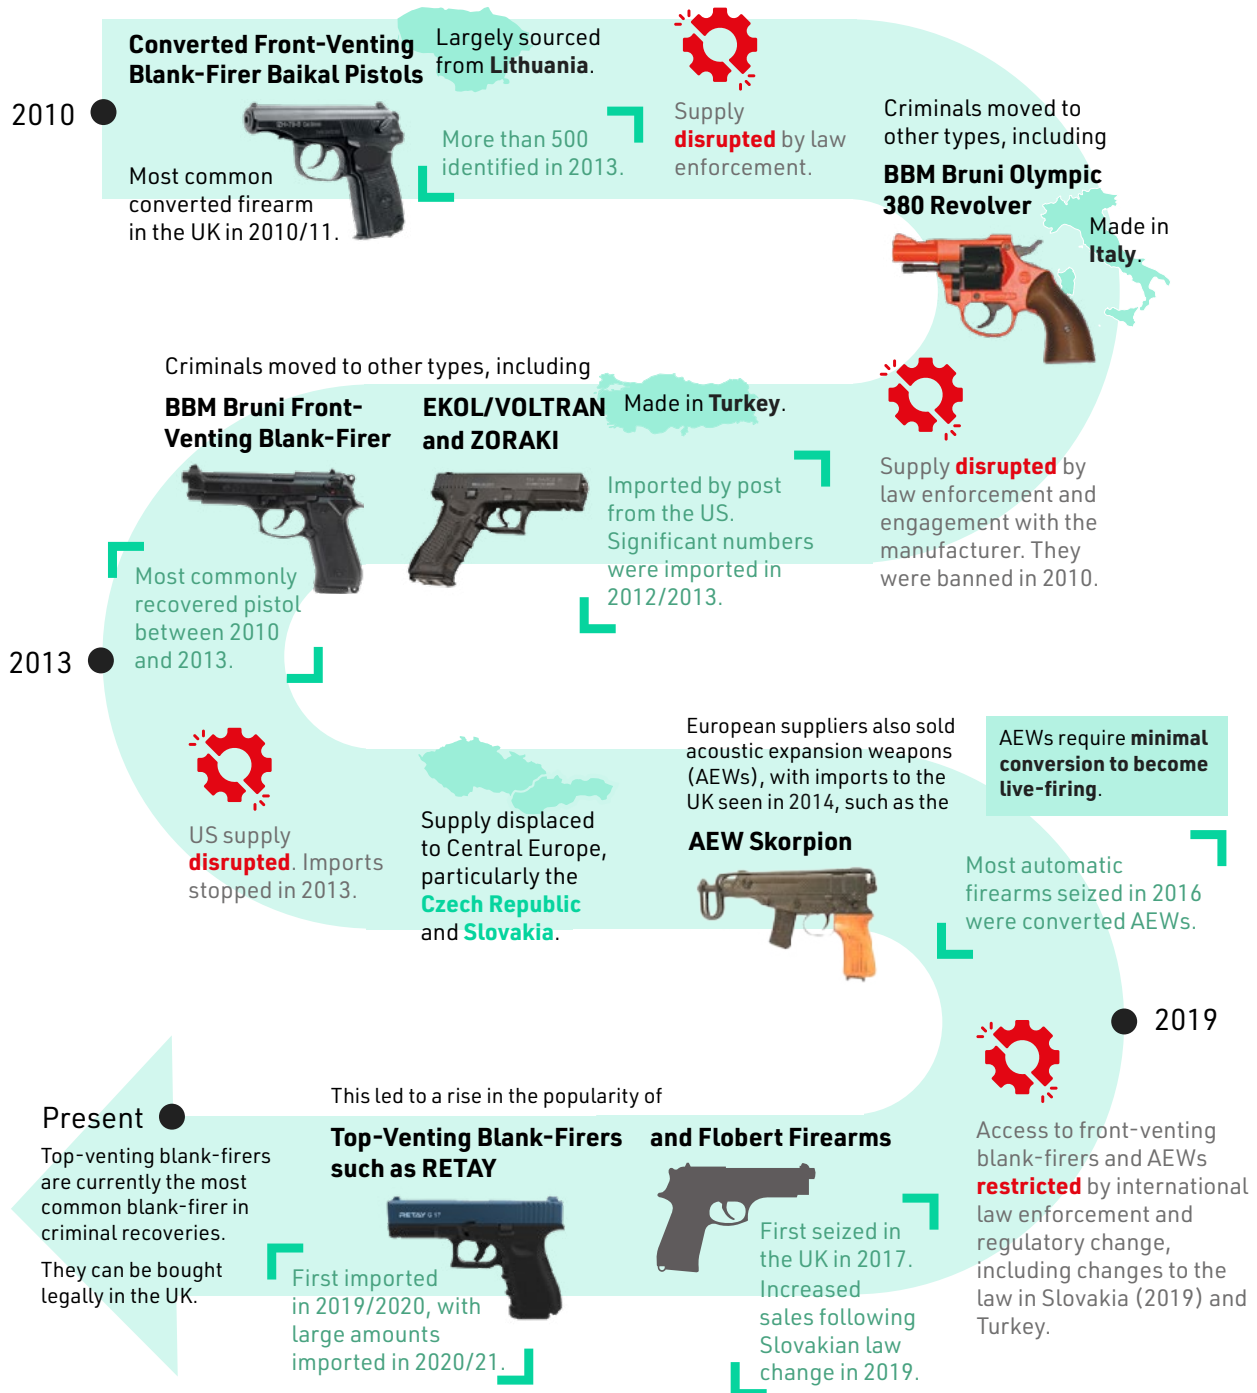 Converted Front-Venting
Blank-Firer Baikal Pistols
Largely sourced
from Lithuania.
2010
Most common
converted firearm
in the UK in 2010/11.
More than 500
identified in 2013.
Supply
disrupted by law
enforcement.
Criminals moved to
other types, including
BBM Bruni Olympic
380 Revolver
Made in
Italy.
Supply disrupted by
law enforcement and
engagement with the
manufacturer. They
were banned in 2010.
Criminals moved to other types, including
BBM Bruni Front-
Venting Blank-Firer
EKOL/VOLTRAN
and ZORAKI
Made in Turkey.
Imported by post
from the US.
Significant numbers
were imported in
2012/2013.
Most commonly
recovered pistol
between 2010
and 2013.
2013
US supply
disrupted. Imports
stopped in 2013.
Supply displaced
to Central Europe,
particularly the
Czech Republic
and Slovakia.
European suppliers also sold
acoustic expansion weapons
(AEWs), with imports to the
UK seen in 2014, such as the
AEW Skorpion
AEWs require minimal
conversion to become
live-firing.
Most automatic
firearms seized in 2016
were converted AEWs.
2019
Access to front-venting
blank-firers and AEWs
restricted by international
law enforcement and
regulatory change,
including changes to the
law in Slovakia (2019) and
Turkey.
This led to a rise in the popularity of
Top-Venting Blank-Firers
such as RETAY
RETAY G 17
First imported
in 2019/2020, with
large amounts
imported in 2020/21.
and Flobert Firearms
First seized in
the UK in 2017.
Increased
sales following
Slovakian law
change in 2019.
Present
Top-venting blank-firers
are currently the most
common blank-firer in
criminal recoveries.
They can be bought
legally in the UK.